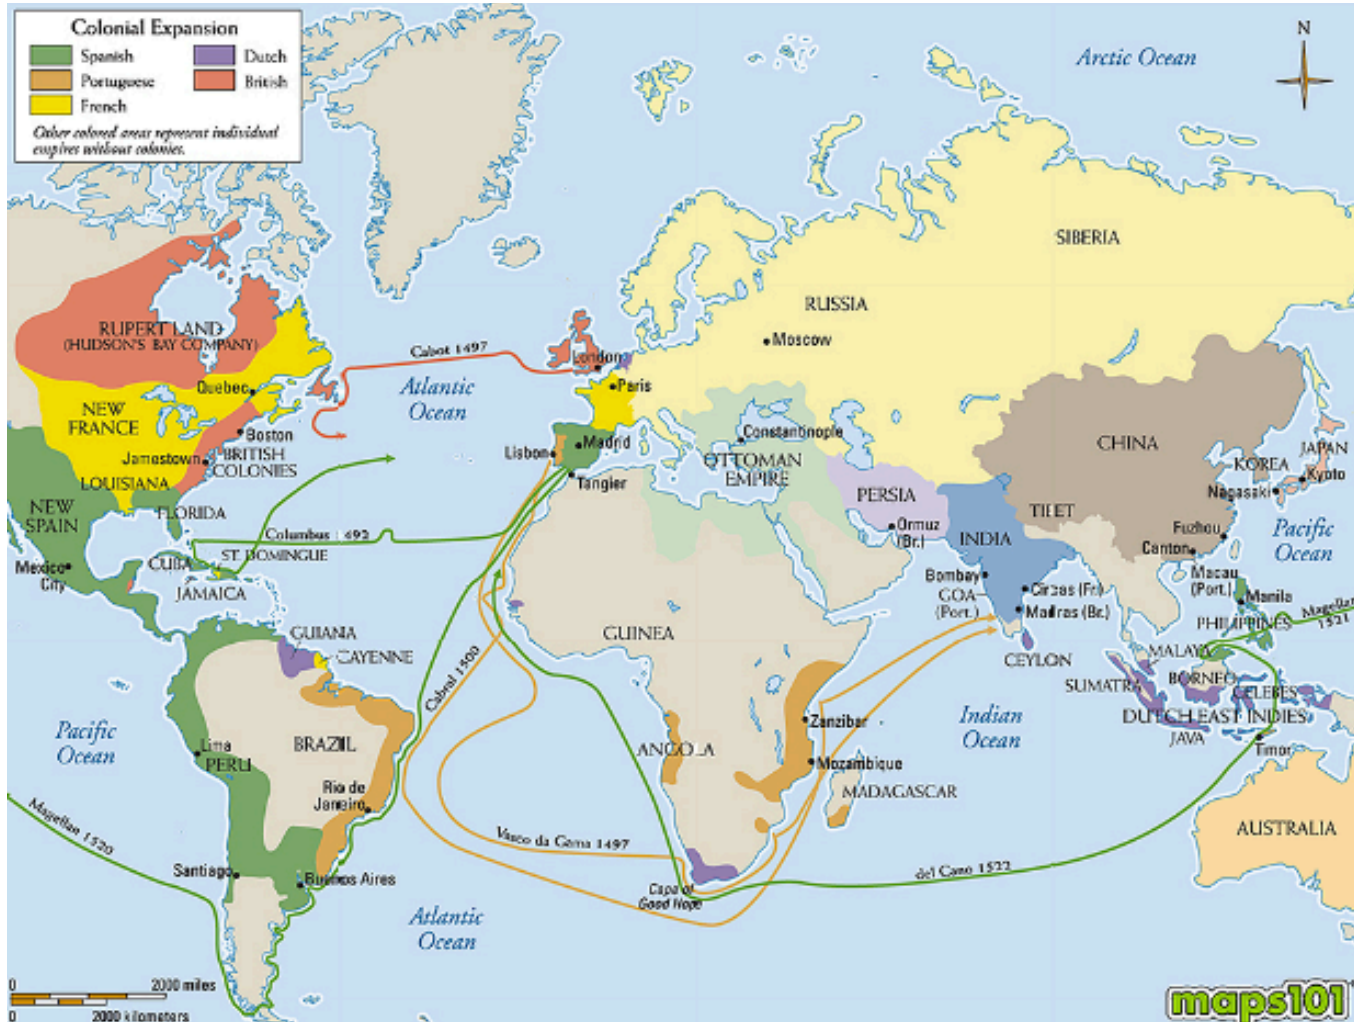 Colonial Expansion
Spanish
Portuguese
French
Dutch
British
Other colored areas represent individual
empires without colonies.
N
Arctic Ocean
SIBERIA
RUSSIA
Moscow
RUPERT LAND
(HUDSON'S BAY COMPANY)
Cabot 1497
London
Paris
Quebec
Atlantic
Ocean
NEW
FRANCE
Boston
BRITISH
COLONIES
Jamestown
LOUISIANA
FLORIDA
NEW
SPAIN
Mexico
City
Columbus 1492
CUBA
ST. DOMINGUE
JAMAICA
Lisbon
Madrid
Tangier
Constantinople
OTTOMAN
EMPIRE
PERSIA
Ormuz
(Br.)
CHINA
TIBET
INDIA
KOREA
JAPAN
Kyoto
Nagasaki
Fuzhou
Canton
Macau
(Port.)
Pacific
Ocean
Bombay
GOA
(Port.)
Madras (Br.)
CEYLON
Manila
PHILIPPINES
Magellan
1521
MALAYA
SUMATRA
BORNEO
CELEBES
DUTCH EAST INDIES
JAVA
Timor
GUIANA
CAYENNE
GUINEA
Cabral 1500
Pacific
Ocean
Lima
PERU
BRAZIL
Rio de
Janeiro
ANGOLA
Zanzibar
Mozambique
MADAGASCAR
Indian
Ocean
AUSTRALIA
Magellan 1520
Santiago
Buenos Aires
Vasco da Gama 1497
Cape of
Good Hope
del Cano 1522
Atlantic
Ocean
0 2000 miles
0 2000 kilometers
maps101